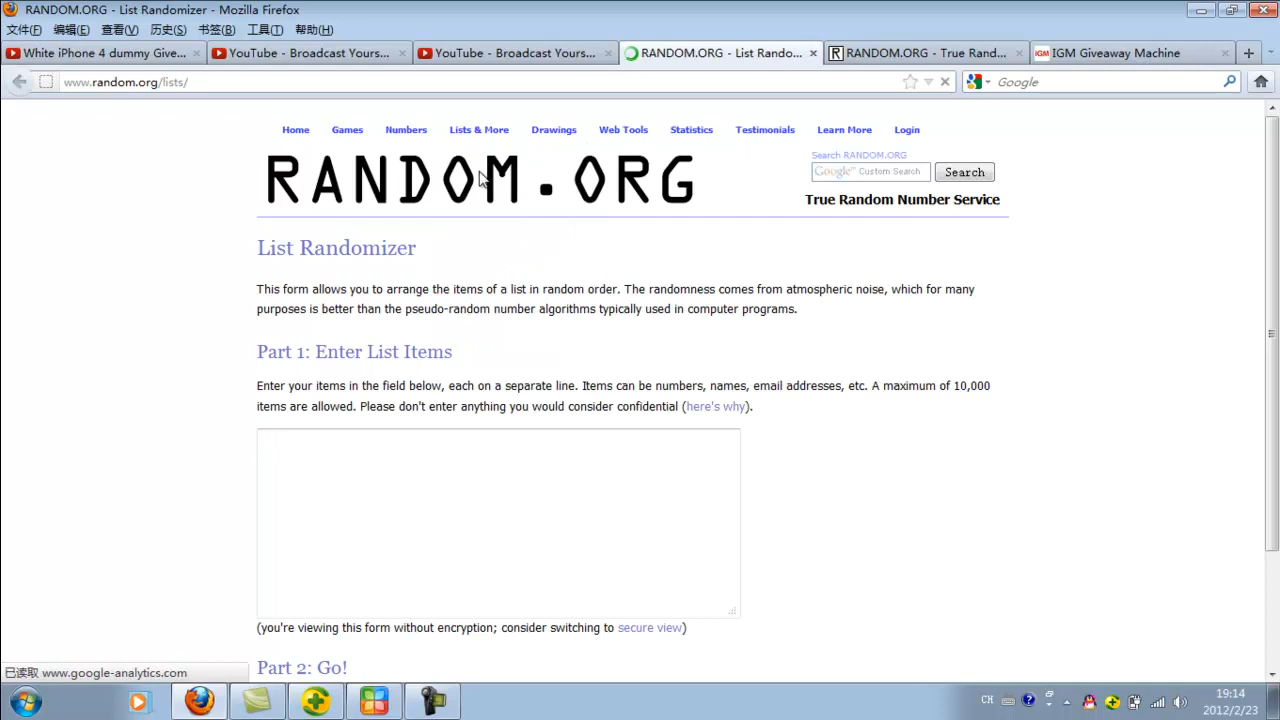 RANDOM.ORG - List Randomizer - Mozilla Firefox
文件(F) 编辑(E) 查看(V) 历史(S) 书签(B) 工具(T) 帮助(H)
White iPhone 4 dummy Give... YouTube - Broadcast Yours... YouTube - Broadcast Yours... RANDOM.ORG - List Rando... RANDOM.ORG - True Rand... IGM IGM Giveaway Machine
www.random.org/lists/ Google
Home Games Numbers Lists & More Drawings Web Tools Statistics Testimonials Learn More Login
RANDOM.ORG
Search RANDOM.ORG
Google™ Custom Search Search
True Random Number Service
List Randomizer
This form allows you to arrange the items of a list in random order. The randomness comes from atmospheric noise, which for many
purposes is better than the pseudo-random number algorithms typically used in computer programs.
Part 1: Enter List Items
Enter your items in the field below, each on a separate line. Items can be numbers, names, email addresses, etc. A maximum of 10,000
items are allowed. Please don't enter anything you would consider confidential (here's why).
(you're viewing this form without encryption; consider switching to secure view)
Part 2: Go!
已读取 www.google-analytics.com
CH 19:14
2012/2/23